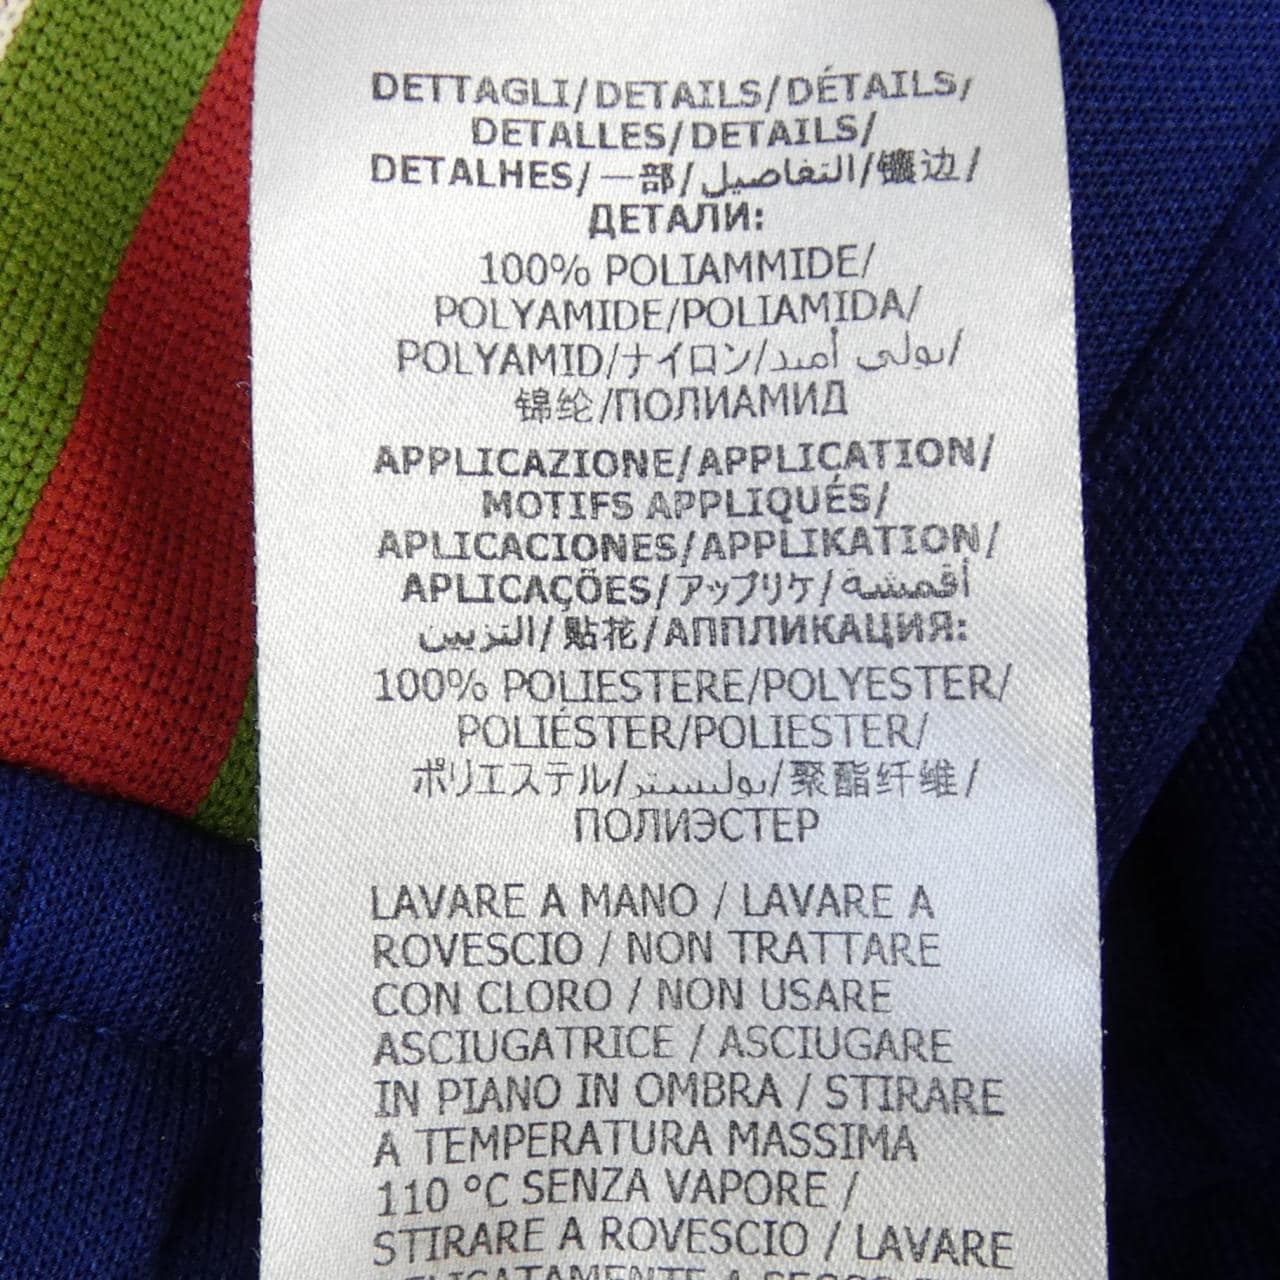 DETTAGLI/DETAILS/DÉTAILS/
DETALLES/DETAILS/
DETALHES/一部/التفاصيل/镶边/
ДЕТАЛИ:
100% POLIAMMIDE/
POLYAMIDE/POLIAMIDA/
POLYAMID/ナイロン/بولي أميد/
锦纶/ПОЛИАМИД
APPLICAZIONE/APPLICATION/
MOTIFS APPLIQUÉS/
APLICACIONES/APPLIKATION/
APLICAÇÕES/アップリケ/أقمشة
التزيين/贴花/АППЛИКАЦИЯ:
100% POLIESTERE/POLYESTER/
POLIÉSTER/POLIESTER/
ポリエステル/بوليستر/聚酯纤维/
ПОЛИЭСТЕР
LAVARE A MANO / LAVARE A
ROVESCIO / NON TRATTARE
CON CLORO / NON USARE
ASCIUGATRICE / ASCIUGARE
IN PIANO IN OMBRA / STIRARE
A TEMPERATURA MASSIMA
110 °C SENZA VAPORE /
STIRARE A ROVESCIO / LAVARE
DELICATAMENTE A SECCO